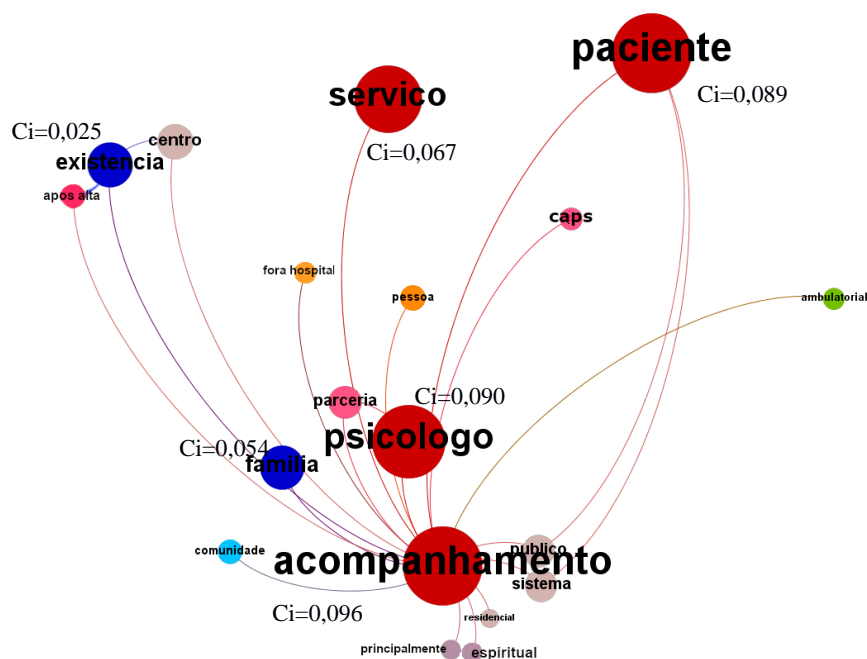 paciente
servico
Ci=0,089
Ci=0,025
centro
Ci=0,067
existencia
apos alta
caps
fora hospital
pessoa
ambulatorial
parceria
Ci=0,090
psicologo
Ci=0,054
familia
comunidade
publico
acompanhamento
sistema
Ci=0,096
residencial
principalmente
espiritual